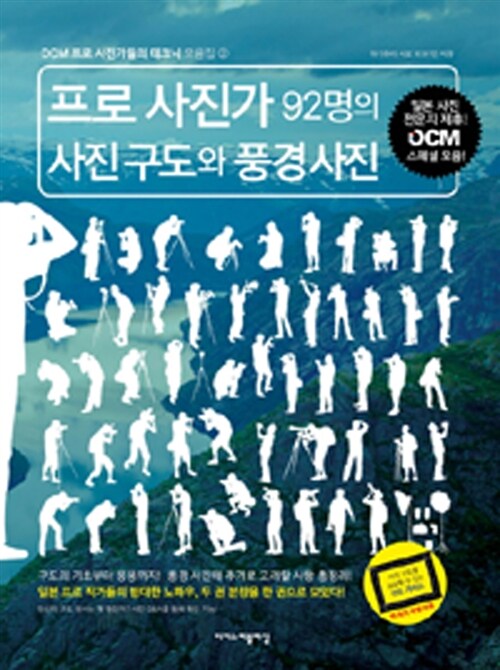 DCM 프로 사진가들의 테크닉 모음집 ②
프로 사진가 92명의
사진 구도와 풍경사진
일본 사진
전문지 제휴!
DCM
스페셜 모음!
구도의 기초부터 응용까지! 풍경 사진에 추가로 고려할 사항 총정리!
일본 프로 작가들의 방대한 노하우, 두 권 분량을 한 권으로 모았다!